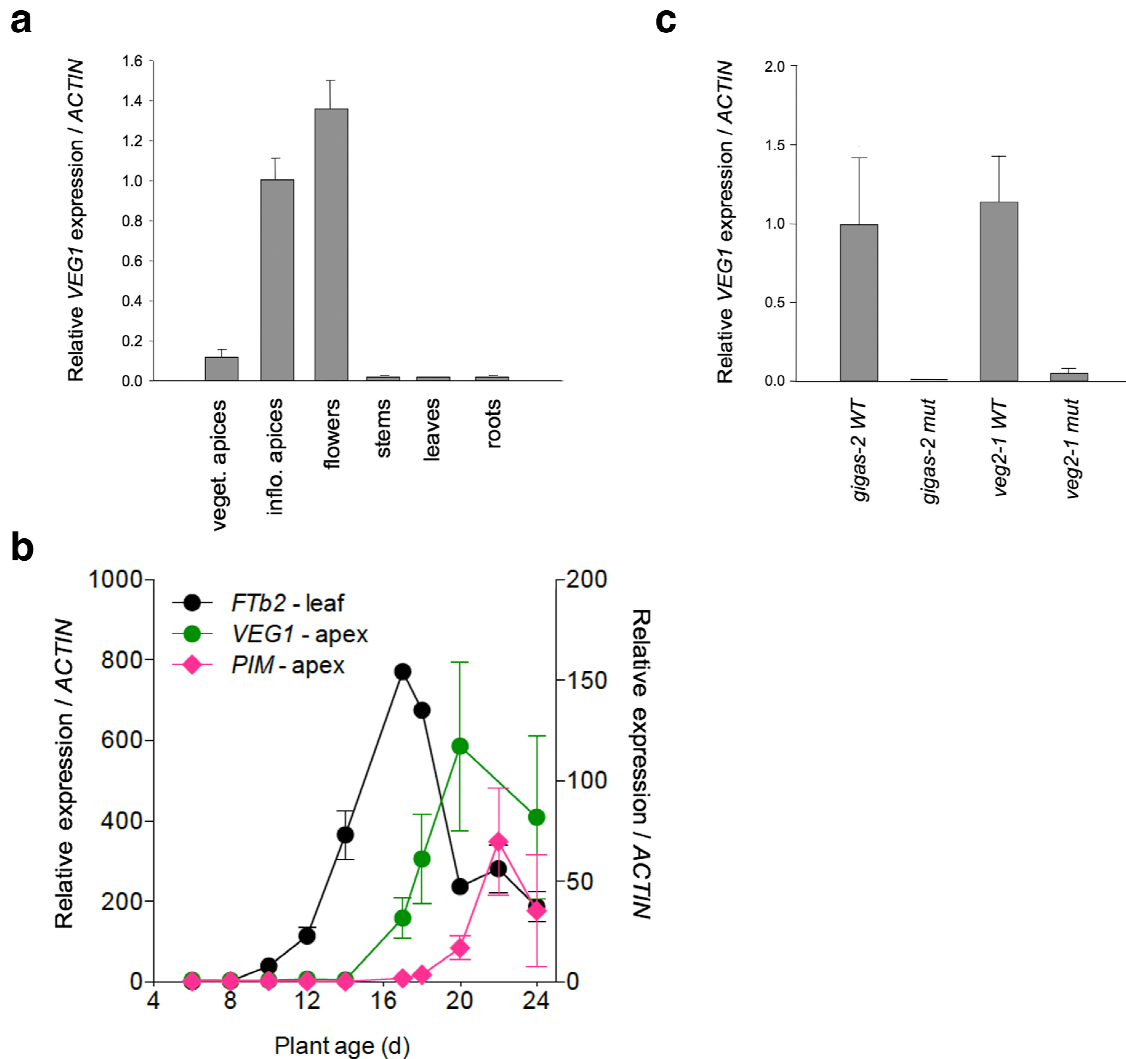 a
Relative VEG1 expression / ACTIN
1.6
1.4
1.2
1.0
0.8
0.6
0.4
0.2
0.0
veget. apices
inflo. apices
flowers
stems
leaves
roots
c
Relative VEG1 expression / ACTIN
2.0
1.5
1.0
0.5
0.0
gigas-2 WT
gigas-2 mut
veg2-1 WT
veg2-1 mut
b
Relative expression / ACTIN
1000
800
600
400
200
0
FTb2 - leaf
VEG1 - apex
PIM - apex
200
150
100
50
0
Relative expression / ACTIN
4 8 12 16 20 24
Plant age (d)